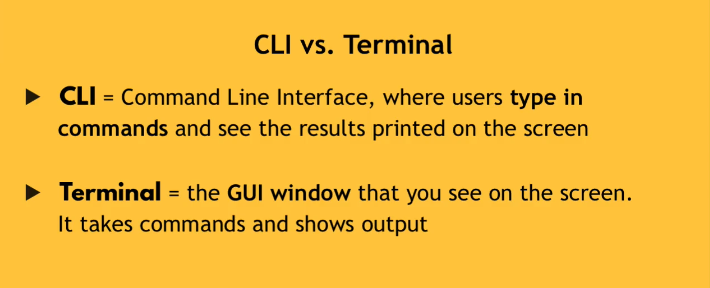 CLI vs. Terminal
▶ CLI = Command Line Interface, where users type in
commands and see the results printed on the screen
▶ Terminal = the GUI window that you see on the screen.
It takes commands and shows output